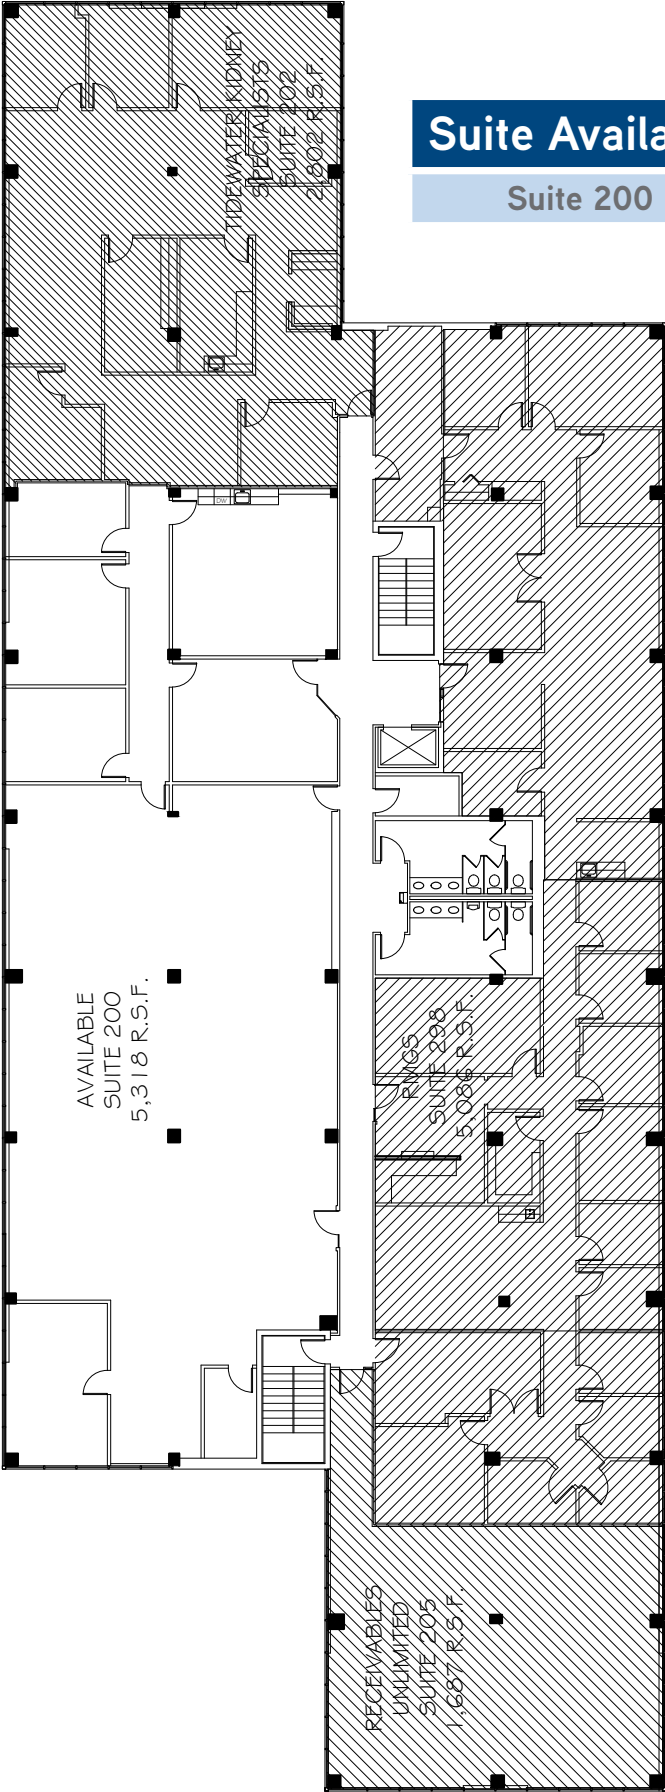 TIDEWATER KIDNEY
SPECIALISTS
SUITE 202
2,802 R.S.F.
Suite Availa
Suite 200
DW
AVAILABLE
SUITE 200
5,318 R.S.F.
RMGS
SUITE 298
5,086 R.S.F.
RECEIVABLES
UNLIMITED
SUITE 205
1,687 R.S.F.